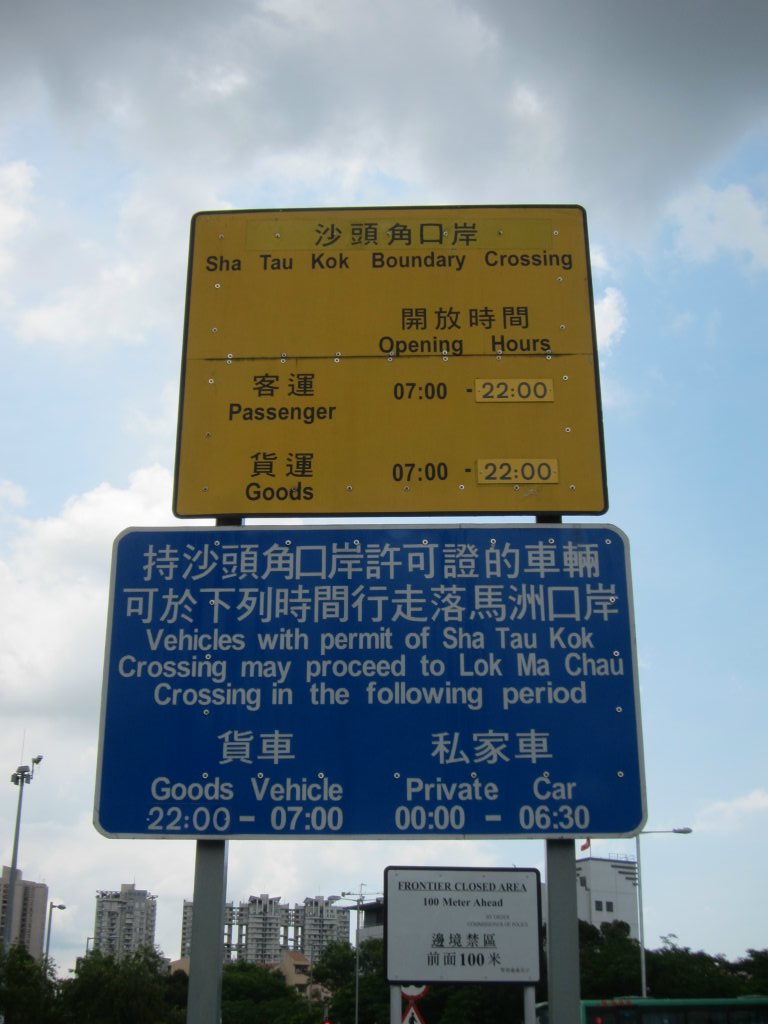 沙頭角口岸
Sha Tau Kok Boundary Crossing
開放時間
Opening Hours
客運 07:00 - 22:00
Passenger
貨運 07:00 - 22:00
Goods
持沙頭角口岸許可證的車輛
可於下列時間行走落馬洲口岸
Vehicles with permit of Sha Tau Kok
Crossing may proceed to Lok Ma Chau
Crossing in the following period
貨車 私家車
Goods Vehicle Private Car
22:00 - 07:00 00:00 - 06:30
FRONTIER CLOSED AREA
100 Meter Ahead
BY ORDER
COMMISSIONER OF POLICE
邊境禁區
前面100米